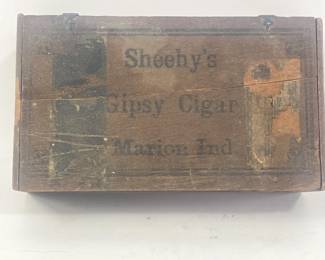 Sheehy's
Gipsy Cigar
Marion Ind